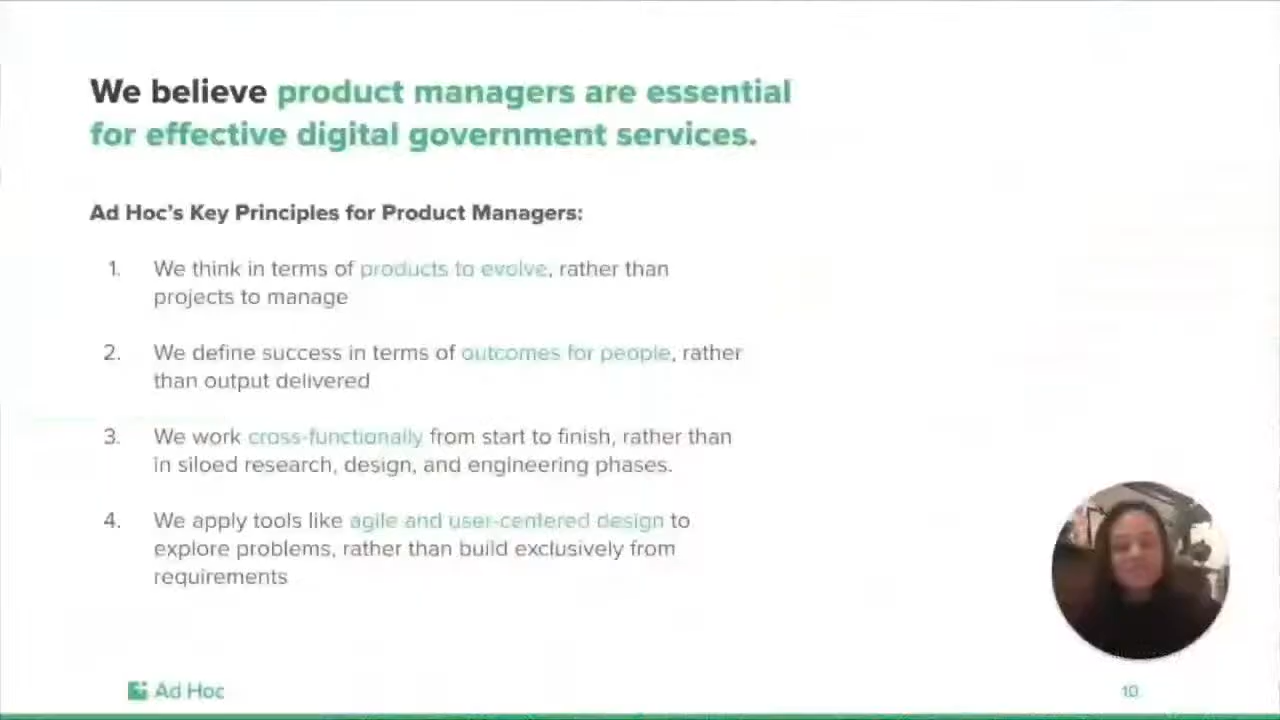 We believe product managers are essential
for effective digital government services.
Ad Hoc's Key Principles for Product Managers:
1. We think in terms of products to evolve, rather than
projects to manage
2. We define success in terms of outcomes for people, rather
than output delivered
3. We work cross-functionally from start to finish, rather than
in siloed research, design, and engineering phases.
4. We apply tools like agile and user-centered design to
explore problems, rather than build exclusively from
requirements
Ad Hoc
10